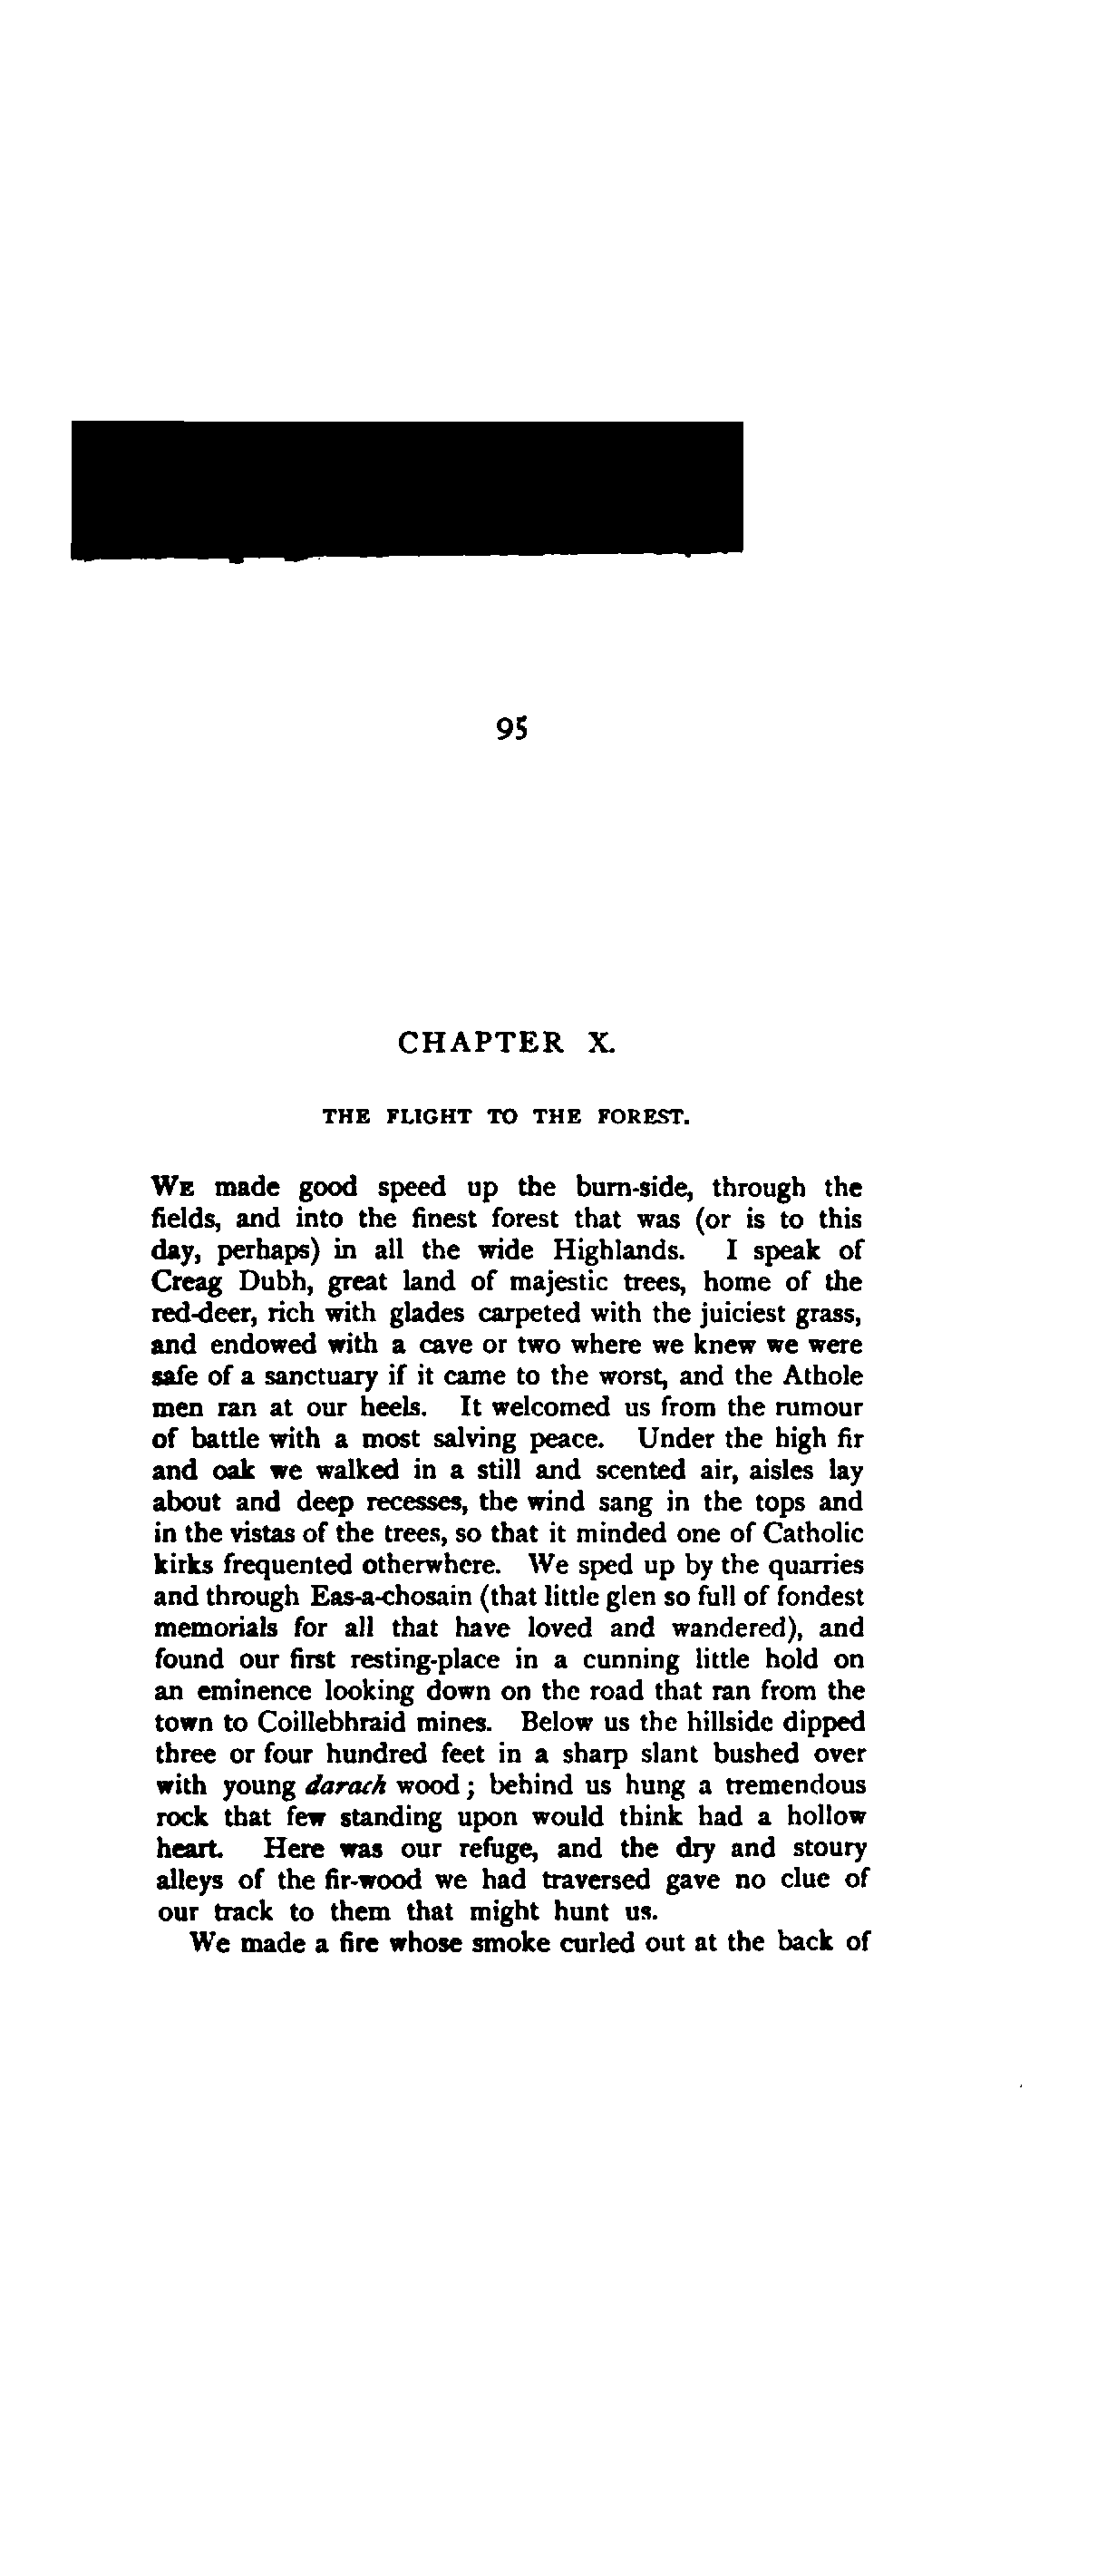 95
CHAPTER X.
THE FLIGHT TO THE FOREST.
WE made good speed up the burn-side, through the
fields, and into the finest forest that was (or is to this
day, perhaps) in all the wide Highlands. I speak of
Creag Dubh, great land of majestic trees, home of the
red-deer, rich with glades carpeted with the juiciest grass,
and endowed with a cave or two where we knew we were
safe of a sanctuary if it came to the worst, and the Athole
men ran at our heels. It welcomed us from the rumour
of battle with a most salving peace. Under the high fir
and oak we walked in a still and scented air, aisles lay
about and deep recesses, the wind sang in the tops and
in the vistas of the trees, so that it minded one of Catholic
kirks frequented otherwhere. We sped up by the quarries
and through Eas-a-chosain (that little glen so full of fondest
memorials for all that have loved and wandered), and
found our first resting-place in a cunning little hold on
an eminence looking down on the road that ran from the
town to Coillebhraid mines. Below us the hillside dipped
three or four hundred feet in a sharp slant bushed over
with young darach wood; behind us hung a tremendous
rock that few standing upon would think had a hollow
heart. Here was our refuge, and the dry and stoury
alleys of the fir-wood we had traversed gave no clue of
our track to them that might hunt us.
We made a fire whose smoke curled out at the back of